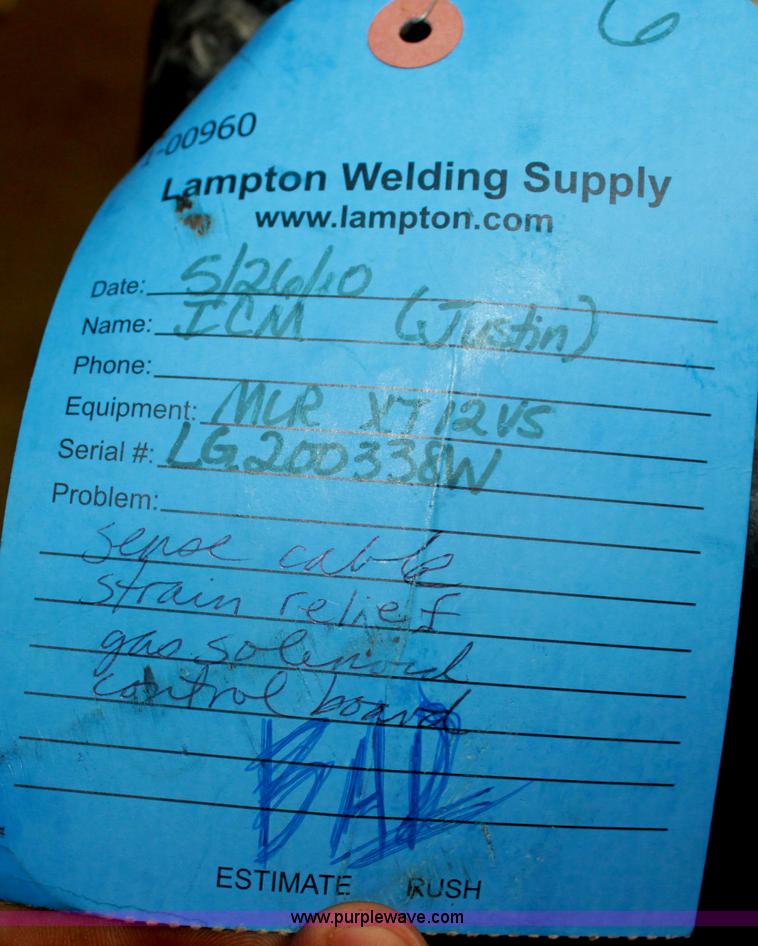 6
-00960
Lampton Welding Supply
www.lampton.com
Date: 5/26/10
Name: ICM (Justin)
Phone:
Equipment: MLR XT12VS
Serial #: LG200338W
Problem:
sense cable
strain relief
gas solenoid
control board
BAD
ESTIMATE RUSH
www.purplewave.com